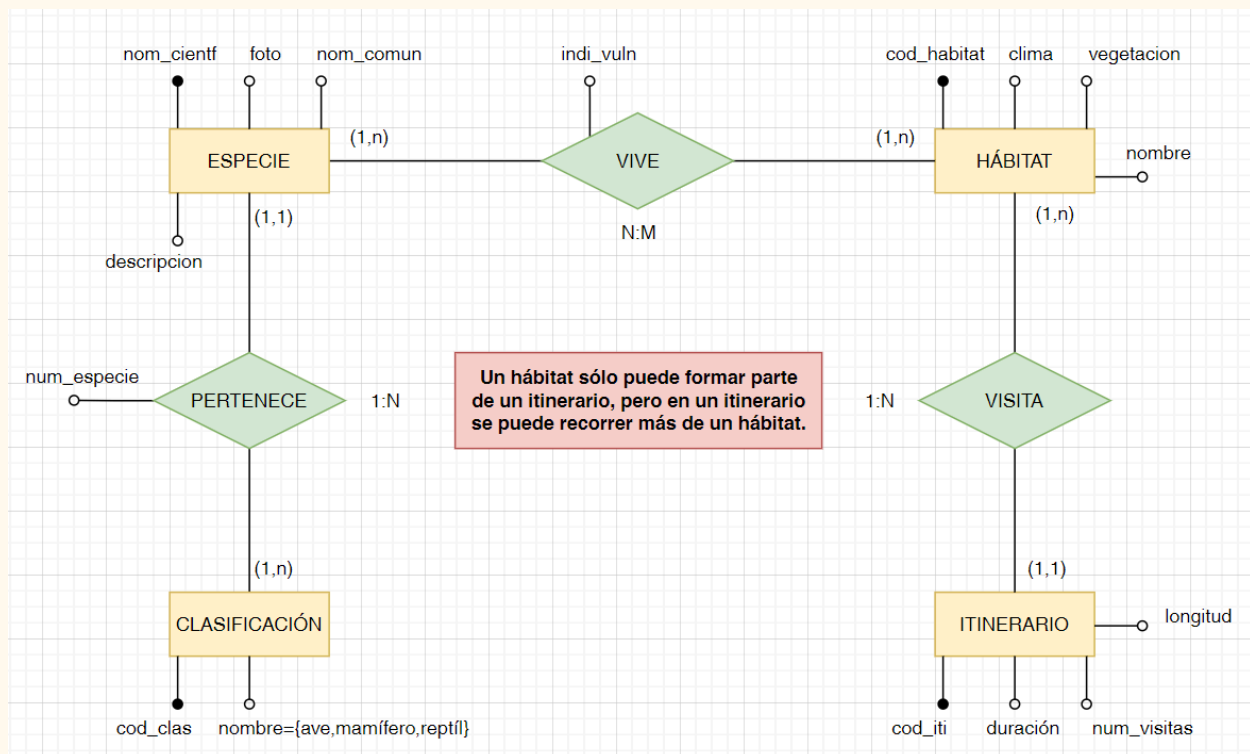 nom_cientf foto nom_comun indi_vuln cod_habitat clima vegetacion
(1,n) (1,n)
ESPECIE VIVE HÁBITAT nombre
(1,1) N:M (1,n)
descripcion
num_especie
PERTENECE 1:N
Un hábitat sólo puede formar parte
de un itinerario, pero en un itinerario
se puede recorrer más de un hábitat.
1:N VISITA
(1,n) (1,1)
CLASIFICACIÓN ITINERARIO longitud
cod_clas nombre={ave,mamífero,reptíl} cod_iti duración num_visitas